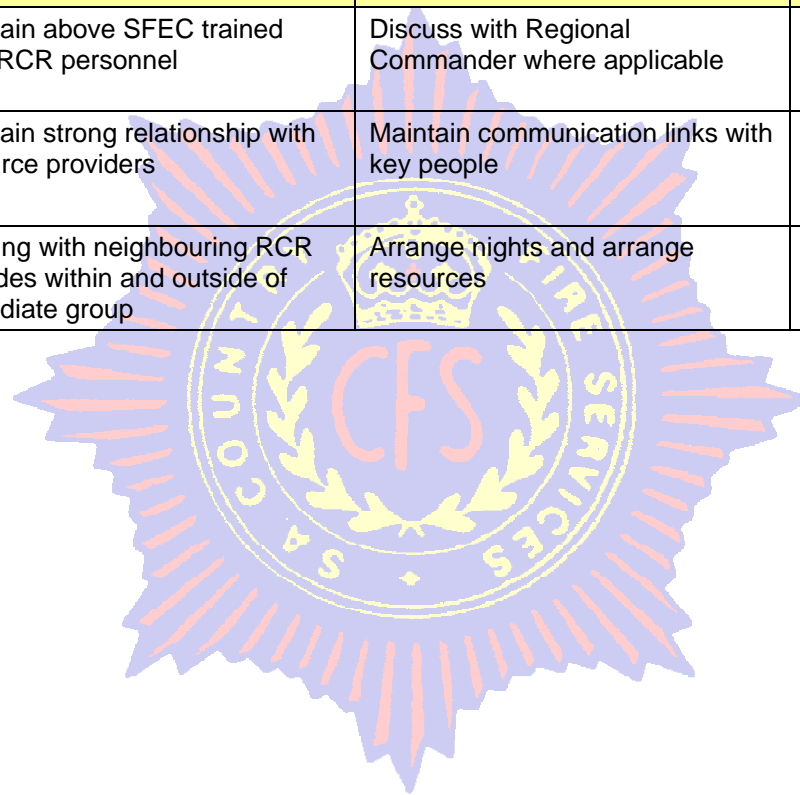 ain above SFEC trained
RCR personnel
Discuss with Regional
Commander where applicable
ain strong relationship with
rce providers
Maintain communication links with
key people
ng with neighbouring RCR
des within and outside of
diate group
Arrange nights and arrange
resources
SA COUNTRY FIRE SERVICES
CFS